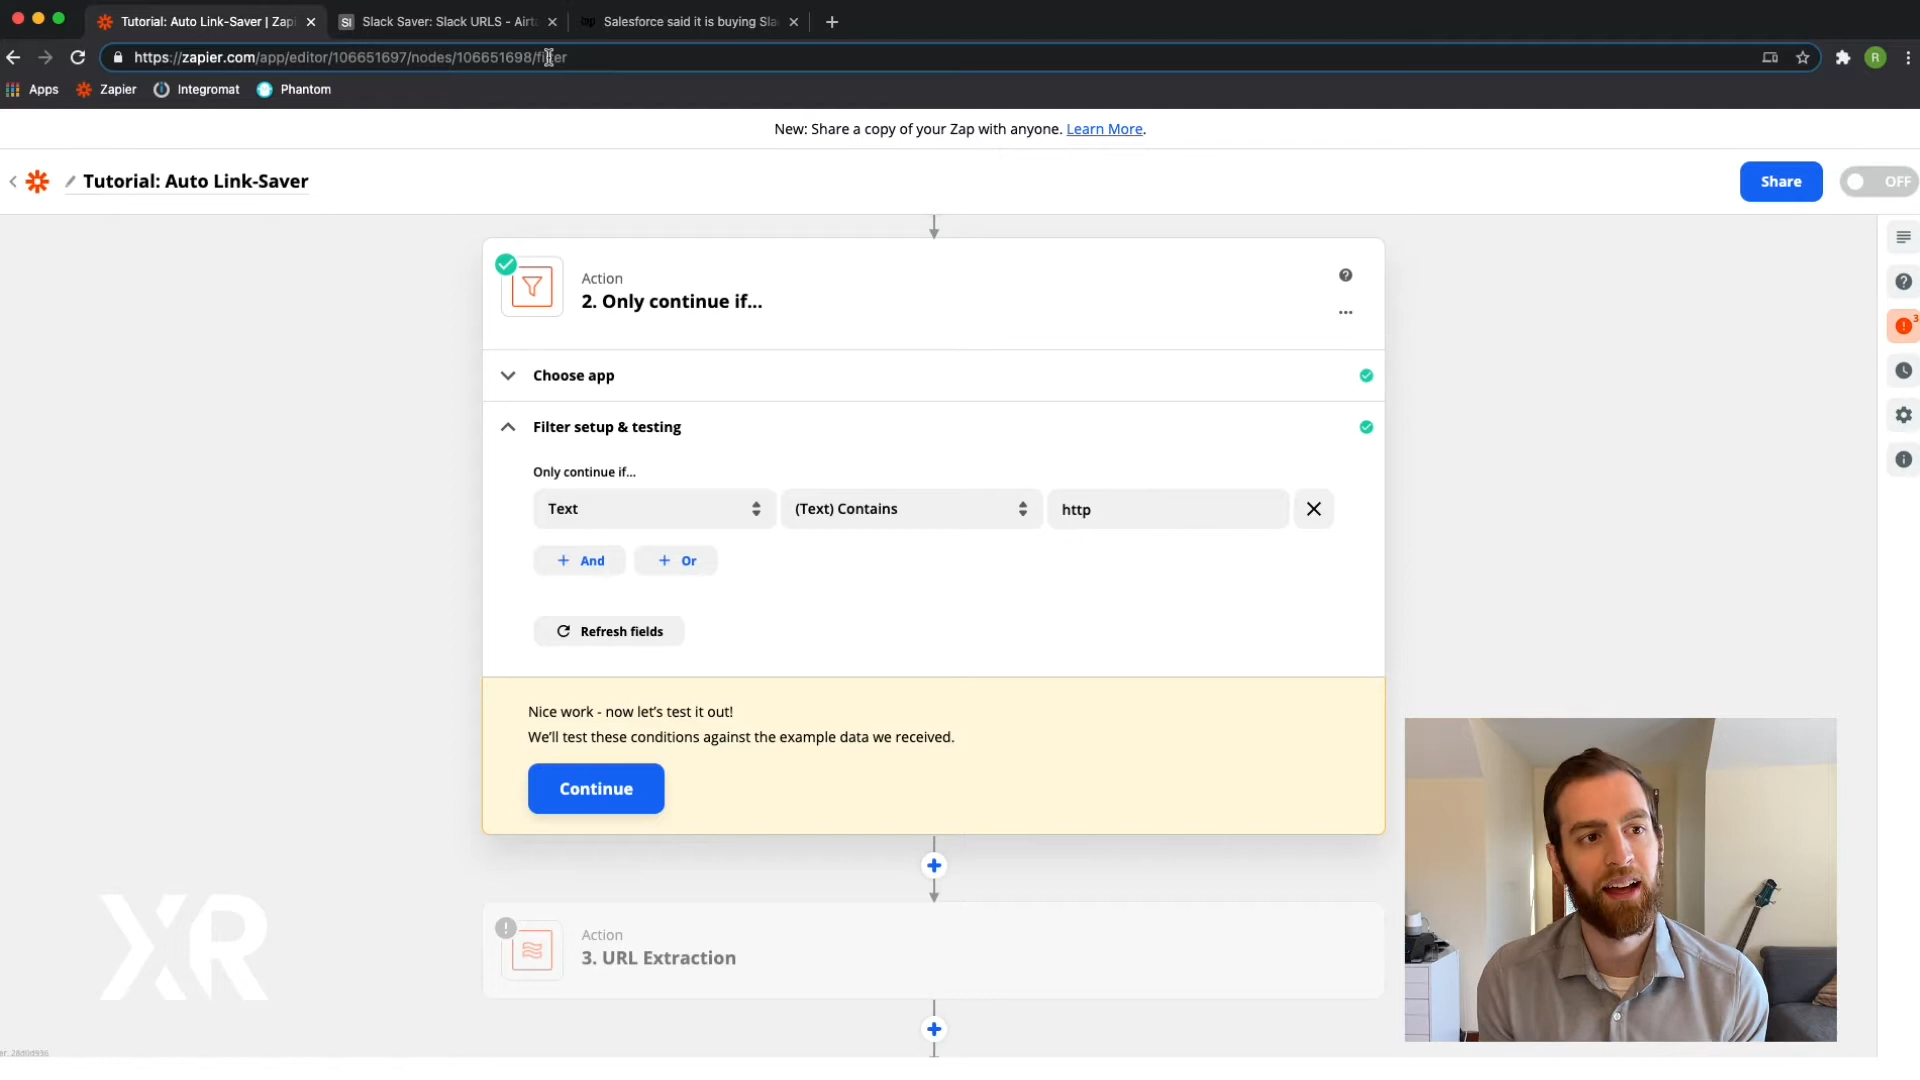 Tutorial: Auto Link-Saver | Zapi
SI Slack Saver: Slack URLS - Airt
Salesforce said it is buying Sla
https://zapier.com/app/editor/106651697/nodes/106651698/filter
R
Apps Zapier Integromat Phantom
New: Share a copy of your Zap with anyone. Learn More.
Tutorial: Auto Link-Saver
Share
OFF
Action
2. Only continue if...
3
Choose app
Filter setup & testing
Only continue if...
Text (Text) Contains http
+ And + Or
Refresh fields
Nice work - now let's test it out!
We'll test these conditions against the example data we received.
Continue
XR
Action
3. URL Extraction